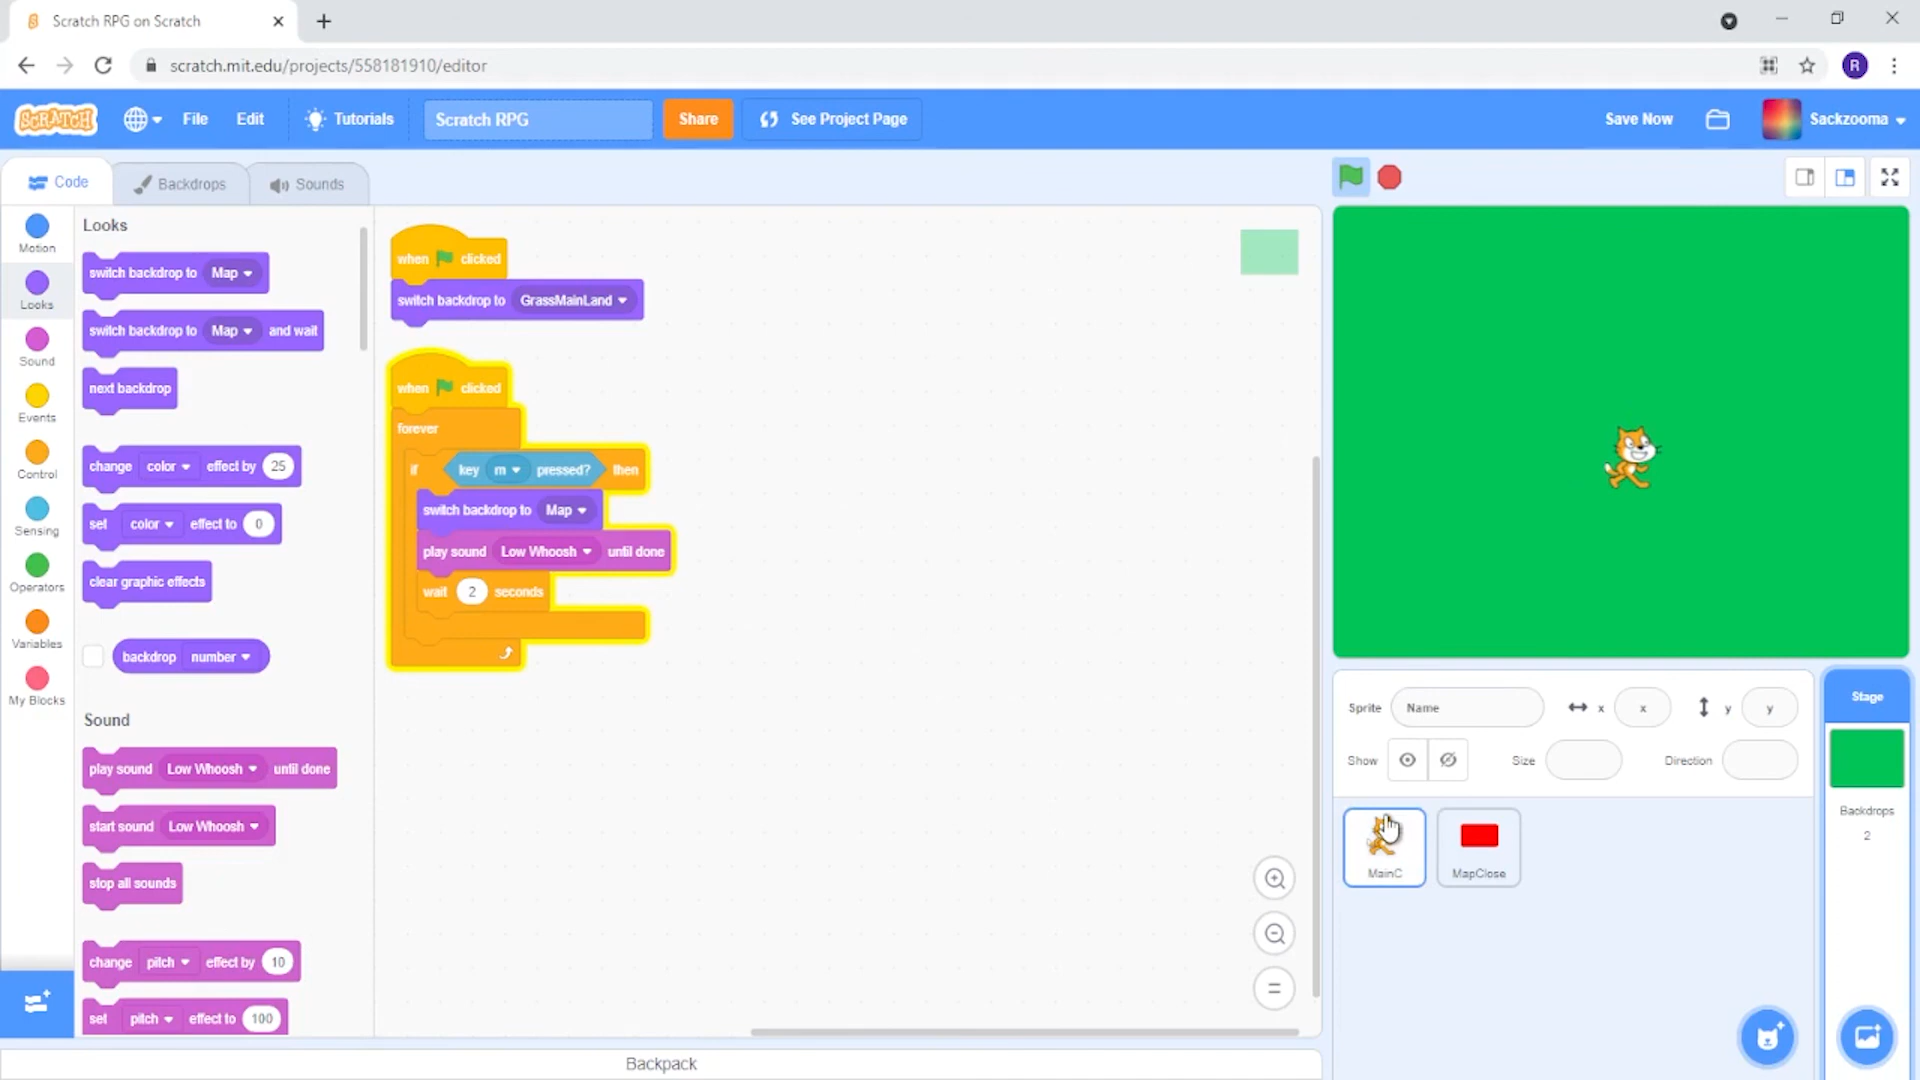 Scratch RPG on Scratch
scratch.mit.edu/projects/558181910/editor
R
SCRATCH
File
Edit
Tutorials
Scratch RPG
Share
See Project Page
Save Now
Sackzooma
Code
Backdrops
Sounds
Motion
Looks
Sound
Events
Control
Sensing
Operators
Variables
My Blocks
Looks
switch backdrop to Map
switch backdrop to Map and wait
next backdrop
change color effect by 25
set color effect to 0
clear graphic effects
backdrop number
Sound
play sound Low Whoosh until done
start sound Low Whoosh
stop all sounds
change pitch effect by 10
set pitch effect to 100
when clicked
switch backdrop to GrassMainLand
when clicked
forever
if key m pressed? then
switch backdrop to Map
play sound Low Whoosh until done
wait 2 seconds
Backpack
Sprite Name x x y y
Show Size Direction
MainC
MapClose
Stage
Backdrops
2